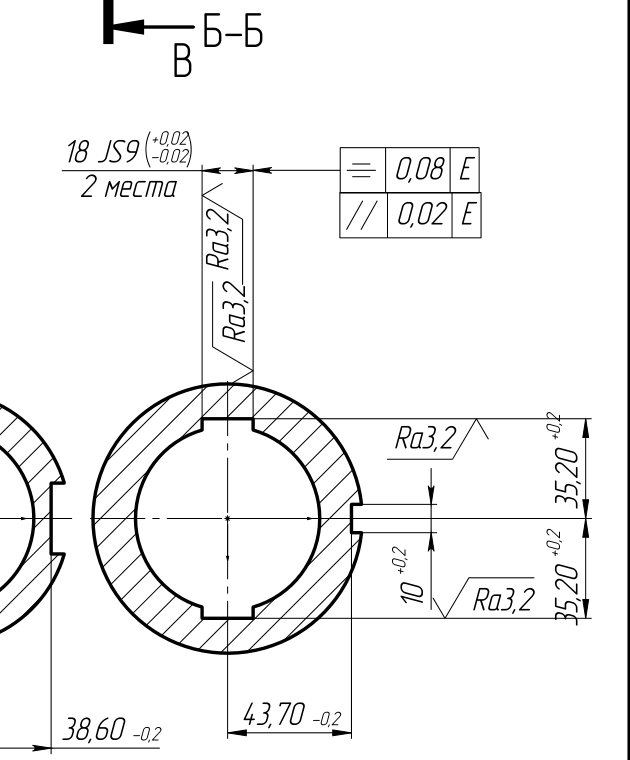 Б-Б
В
18 JS9 (+0,02 -0,02)
2 места
0,08 E
// 0,02 E
Ra3,2
Ra3,2
Ra3,2
35,20 +0,2
10 +0,2
35,20 +0,2
Ra3,2
43,70 -0,2
38,60 -0,2